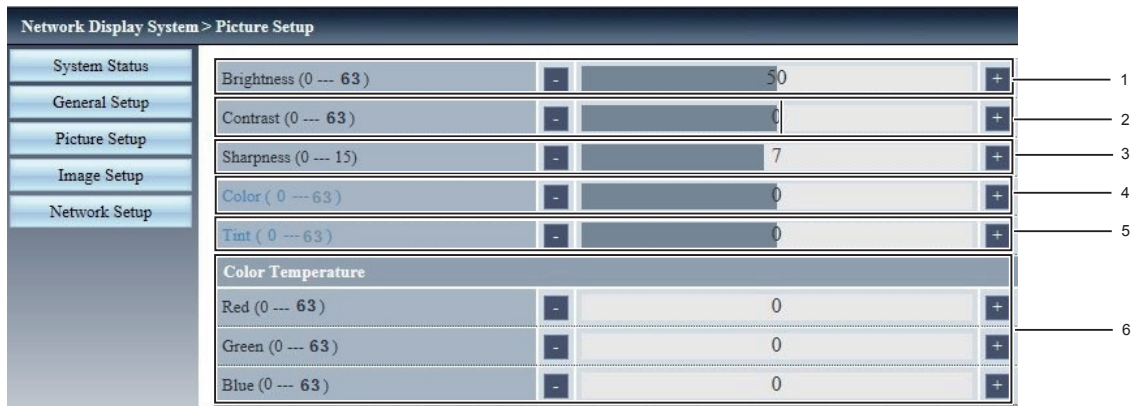 Network Display System > Picture Setup
System Status
General Setup
Picture Setup
Image Setup
Network Setup
Brightness (0 --- 63) - 50 + 1
Contrast (0 --- 63) - 0 + 2
Sharpness (0 --- 15) - 7 + 3
Color ( 0 --- 63 ) - 0 + 4
Tint ( 0 --- 63 ) - 0 + 5
Color Temperature
Red (0 --- 63) - 0 +
Green (0 --- 63) - 0 + 6
Blue (0 --- 63) - 0 +